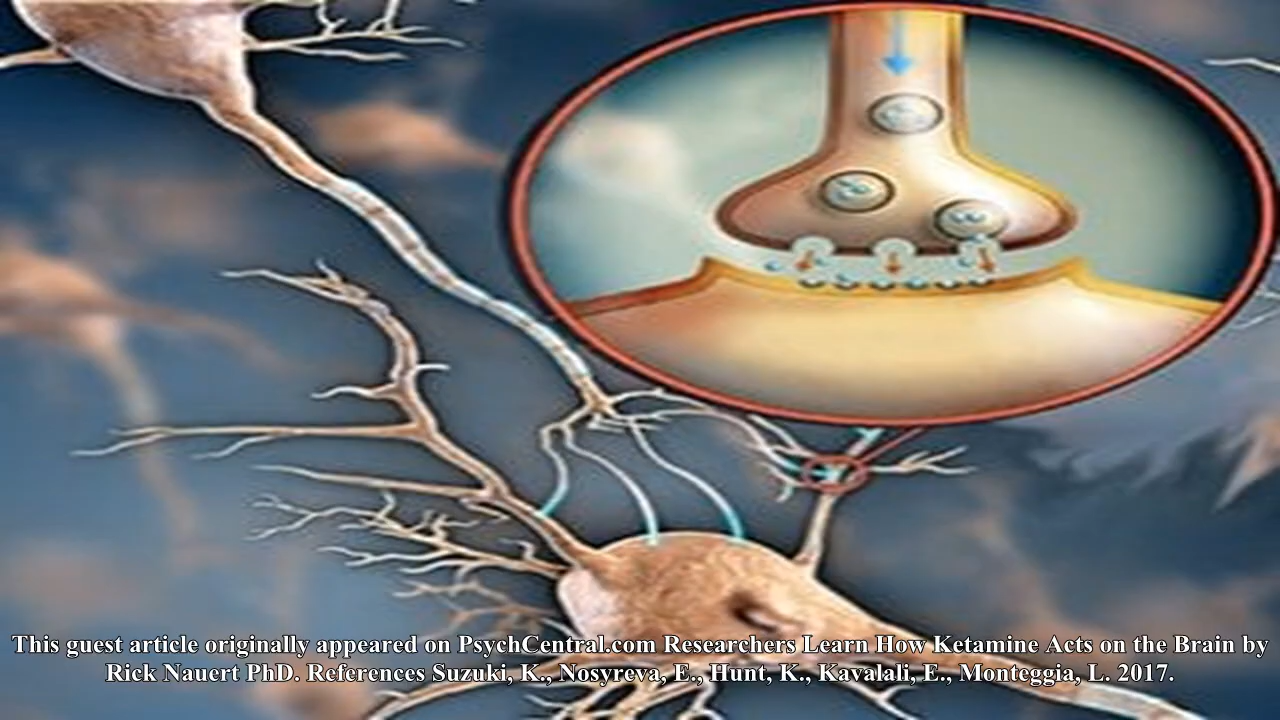 This guest article originally appeared on PsychCentral.com Researchers Learn How Ketamine Acts on the Brain by
Rick Nauert PhD. References Suzuki, K., Nosyreva, E., Hunt, K., Kavalali, E., Monteggia, L. 2017.